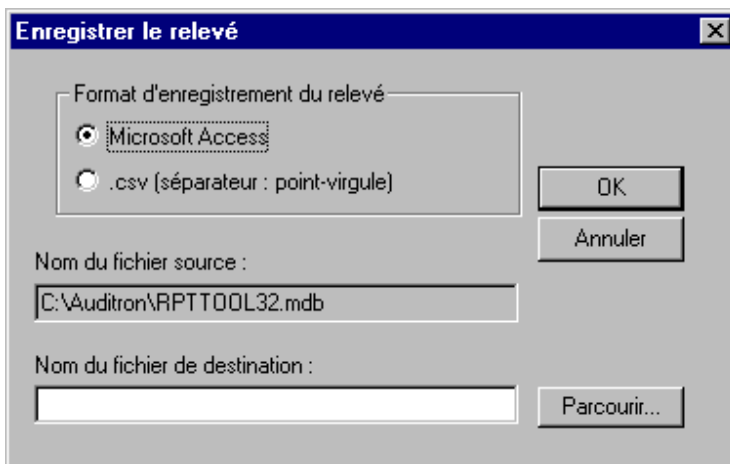 Enregistrer le relevé
Format d'enregistrement du relevé
Microsoft Access
.csv (séparateur : point-virgule)
OK
Annuler
Nom du fichier source :
C:\Auditron\RPTTOOL32.mdb
Nom du fichier de destination :
Parcourir...